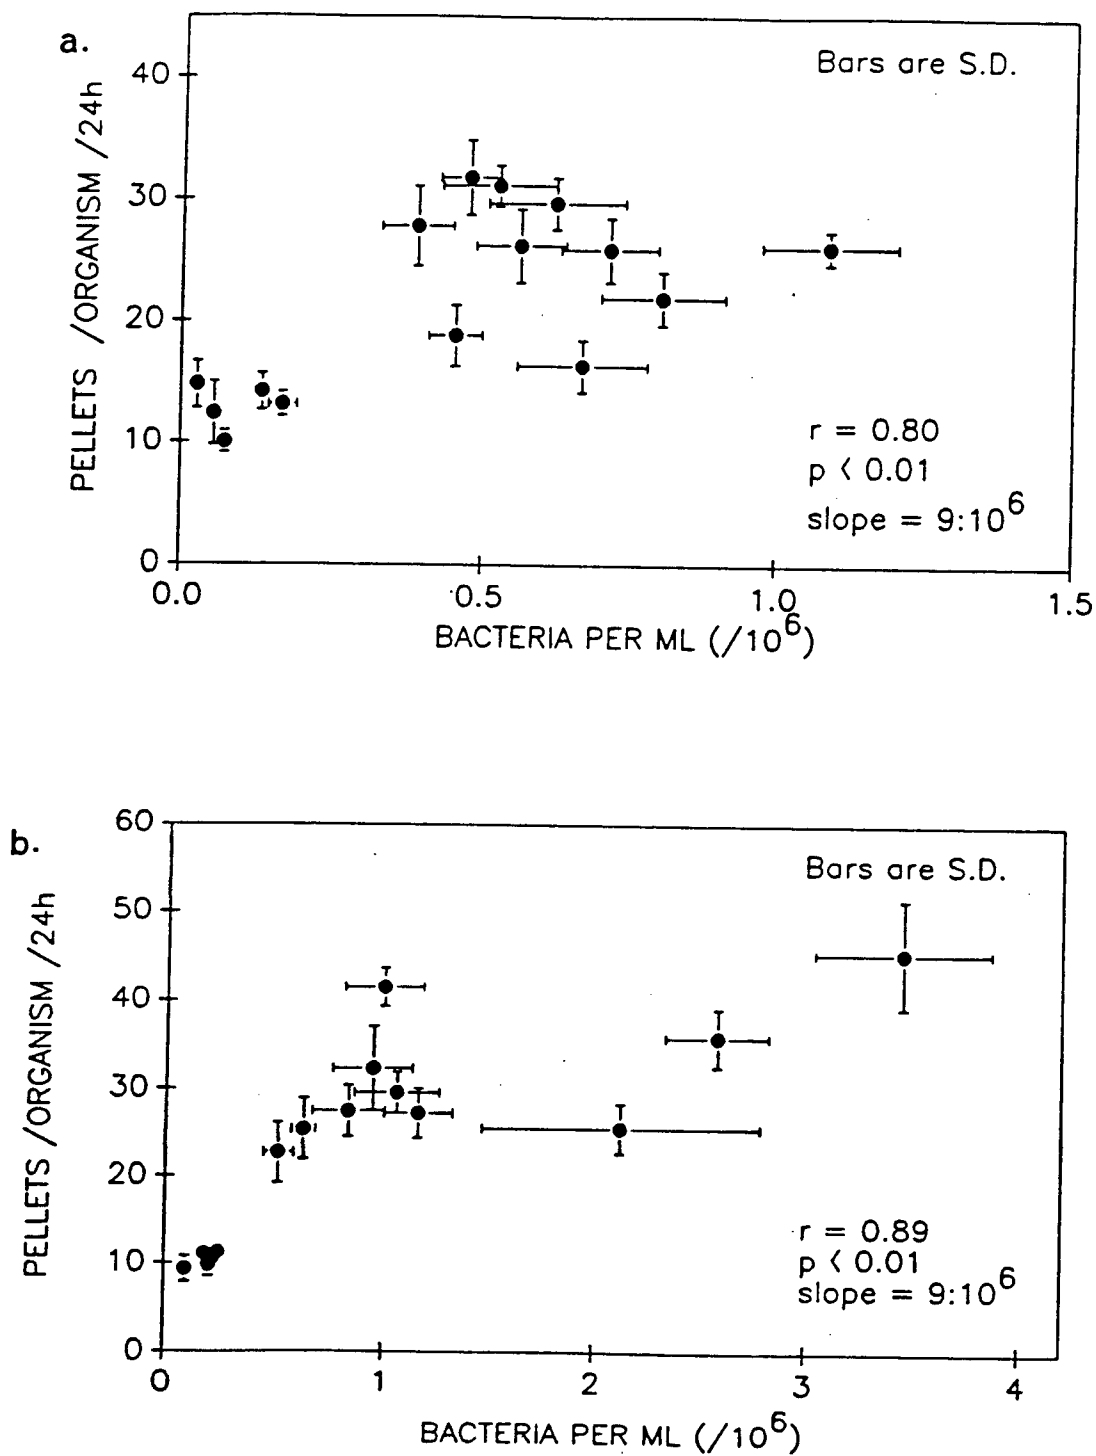 a.
Bars are S.D.
40
30
20
10
0
PELLETS /ORGANISM /24h
r = 0.80
p < 0.01
slope = 9:10^6
0.0 0.5 1.0 1.5
BACTERIA PER ML (/10^6)
b.
Bars are S.D.
60
50
40
30
20
10
0
PELLETS /ORGANISM /24h
r = 0.89
p < 0.01
slope = 9:10^6
0 1 2 3 4
BACTERIA PER ML (/10^6)